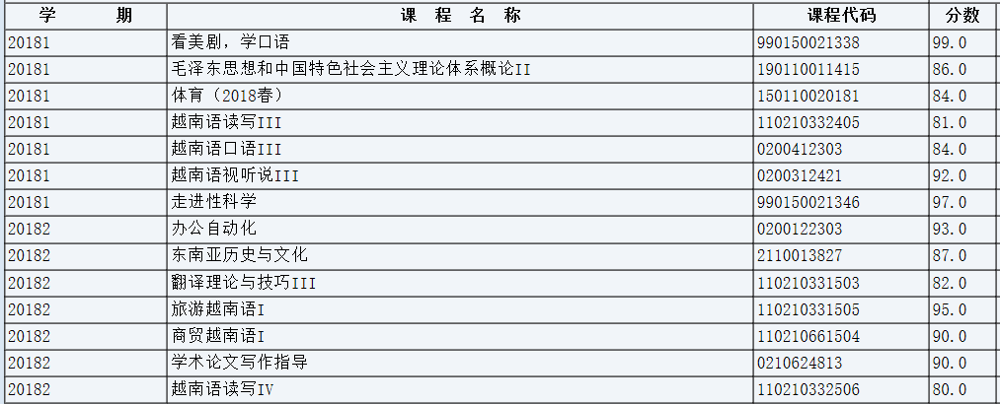 学 期 课 程 名 称 课程代码 分数
20181 看美剧，学口语 990150021338 99.0
20181 毛泽东思想和中国特色社会主义理论体系概论II 190110011415 86.0
20181 体育（2018春） 150110020181 84.0
20181 越南语读写III 110210332405 81.0
20181 越南语口语III 0200412303 84.0
20181 越南语视听说III 0200312421 92.0
20181 走进性科学 990150021346 97.0
20182 办公自动化 0200122303 93.0
20182 东南亚历史与文化 2110013827 87.0
20182 翻译理论与技巧III 110210331503 82.0
20182 旅游越南语I 110210331505 95.0
20182 商贸越南语I 110210661504 90.0
20182 学术论文写作指导 0210624813 90.0
20182 越南语读写IV 110210332506 80.0